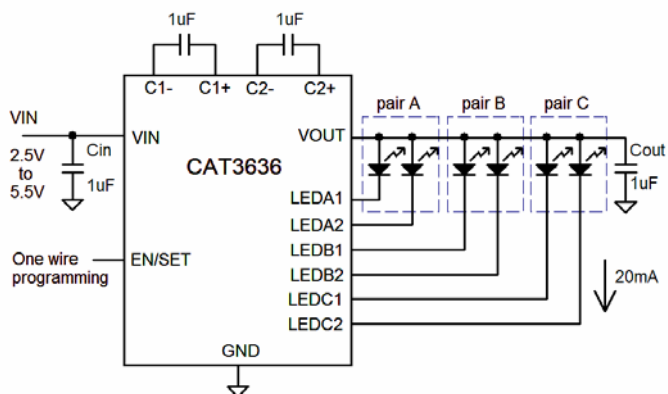 1uF
1uF
C1-
C1+
C2-
C2+
pair A
pair B
pair C
VIN
VIN
VOUT
Cin
Cout
2.5V
to
5.5V
1uF
1uF
CAT3636
LEDA1
LEDA2
LEDB1
One wire
programming
EN/SET
LEDB2
20mA
LEDC1
LEDC2
GND